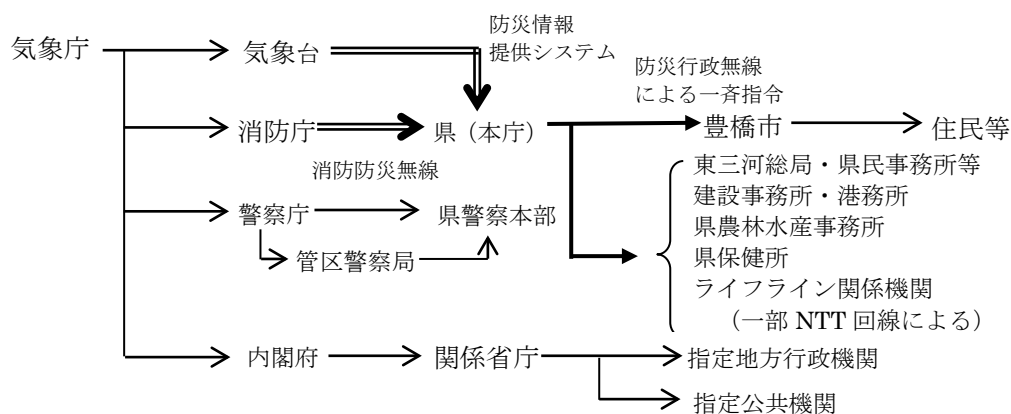 防災情報
提供システム
気象庁
気象台
防災行政無線
による一斉指令
消防庁
県（本庁）
豊橋市
住民等
消防防災無線
東三河総局・県民事務所等
建設事務所・港務所
県農林水産事務所
県保健所
ライフライン関係機関
（一部 NTT 回線による）
警察庁
県警察本部
管区警察局
内閣府
関係省庁
指定地方行政機関
指定公共機関